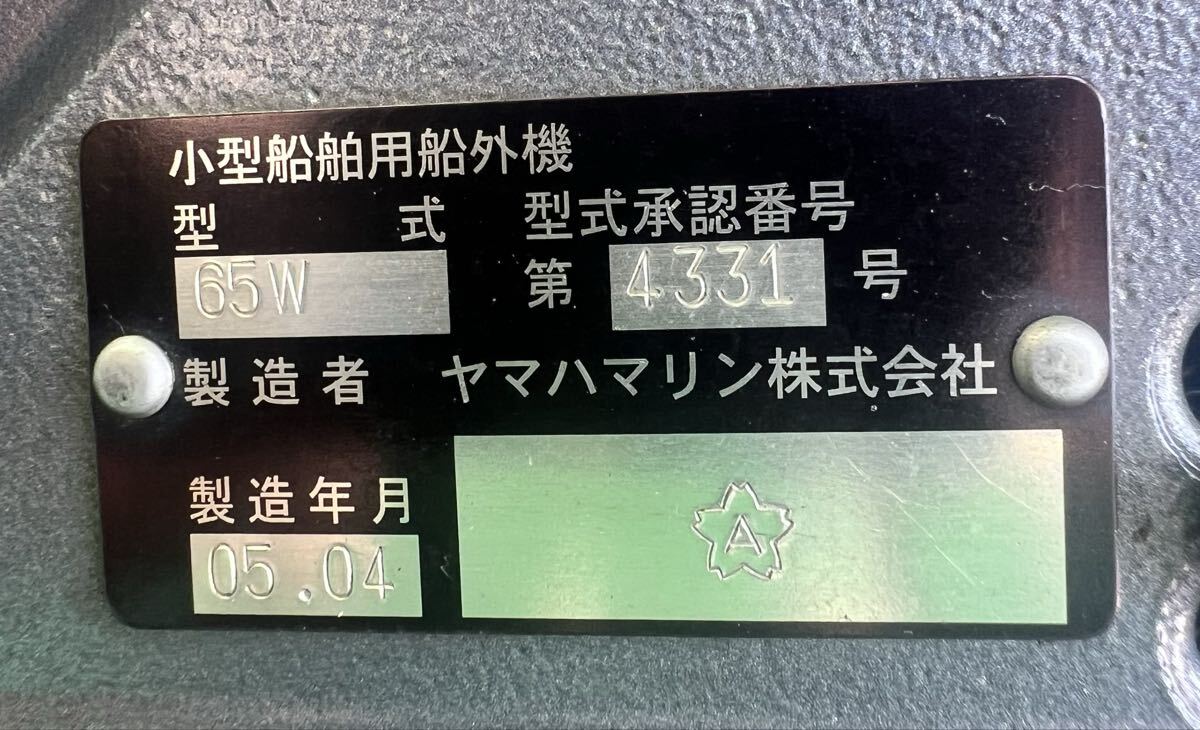 小型船舶用船外機
型 式 型式承認番号
65W 第 4331 号
製造者 ヤマハマリン株式会社
製造年月
A
05.04